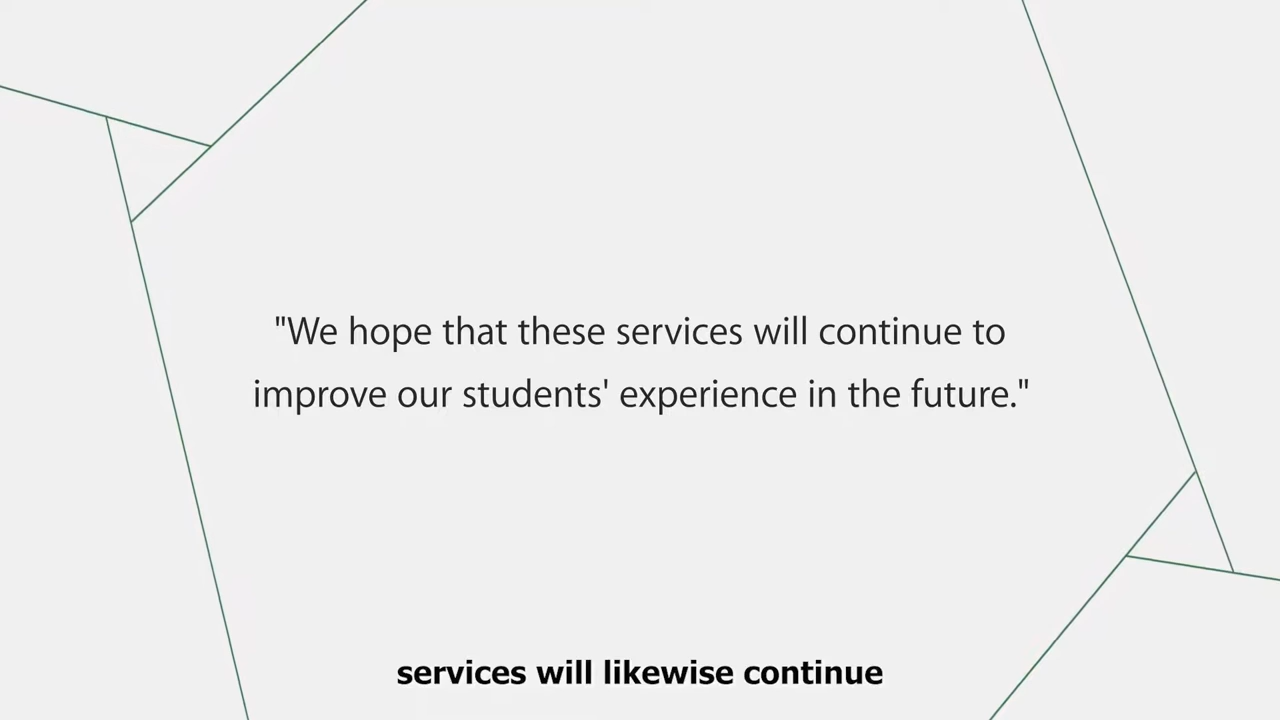 "We hope that these services will continue to
improve our students' experience in the future."
services will likewise continue